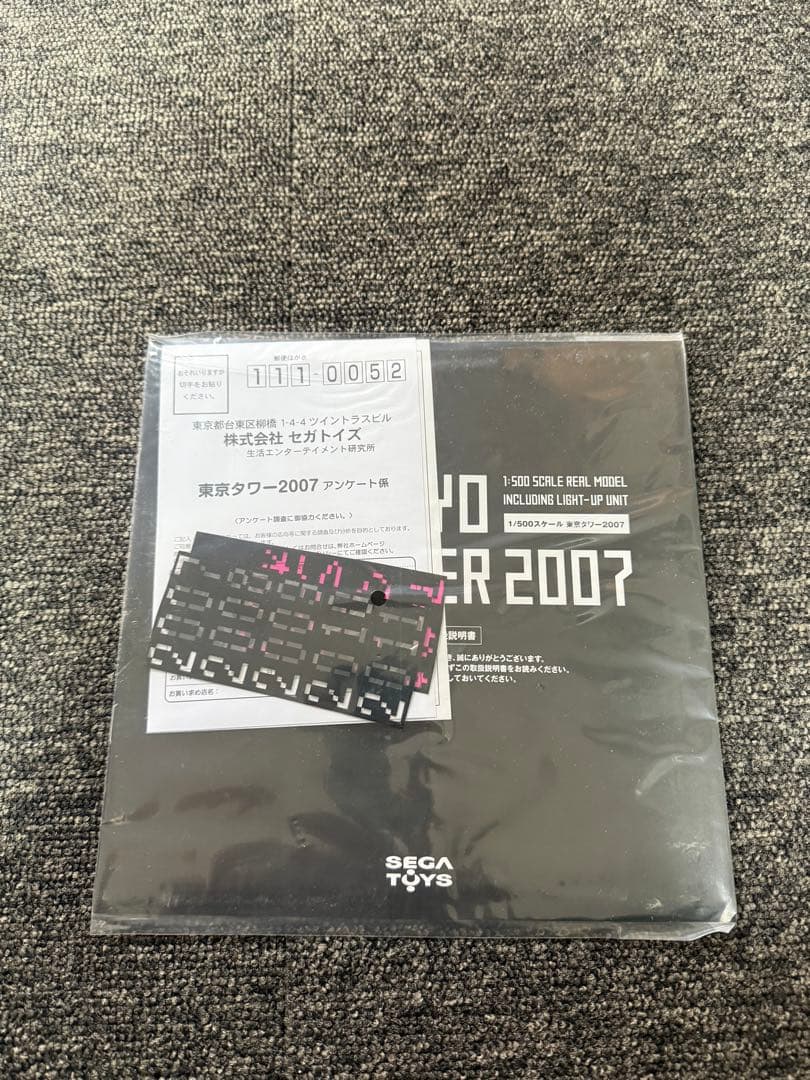 郵便はがき
おそれいりますが
切手をお貼り
ください。
111-0052
東京都台東区柳橋 1-4-4 ツイントラスビル
株式会社 セガトイズ
生活エンターテイメント研究所
東京タワー2007 アンケート係
〈アンケート調査に御協力ください。〉
お買い求め店名：
YO
1:500 SCALE REAL MODEL
INCLUDING LIGHT-UP UNIT
1/500スケール 東京タワー2007
ER 2007
説明書
き、誠にありがとうございます。
ずこの取扱説明書をお読みください。
しておいてください。
SEGA
TOYS